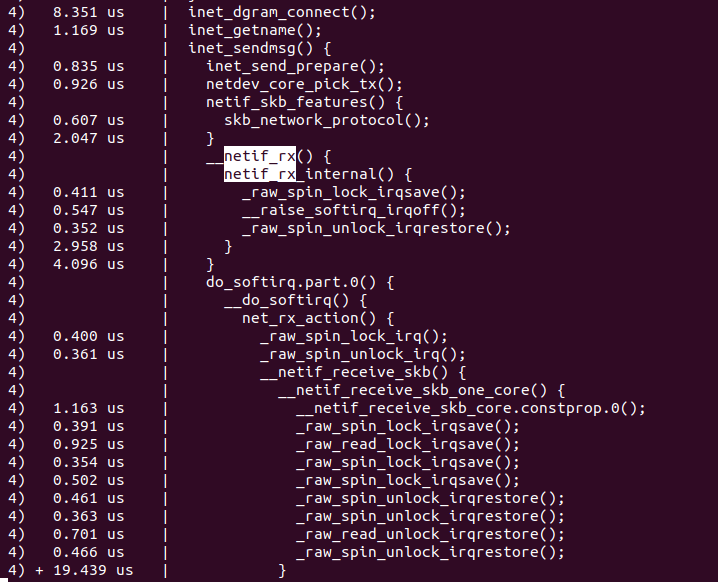 4)   8.351 us    |  inet_dgram_connect();
4)   1.169 us    |  inet_getname();
4)               |  inet_sendmsg() {
4)   0.835 us    |    inet_send_prepare();
4)   0.926 us    |    netdev_core_pick_tx();
4)               |    netif_skb_features() {
4)   0.607 us    |      skb_network_protocol();
4)   2.047 us    |    }
4)               |    __netif_rx() {
4)               |      netif_rx_internal() {
4)   0.411 us    |        _raw_spin_lock_irqsave();
4)   0.547 us    |        __raise_softirq_irqoff();
4)   0.352 us    |        _raw_spin_unlock_irqrestore();
4)   2.958 us    |      }
4)   4.096 us    |    }
4)               |    do_softirq.part.0() {
4)               |      __do_softirq() {
4)               |        net_rx_action() {
4)   0.400 us    |          _raw_spin_lock_irq();
4)   0.361 us    |          _raw_spin_unlock_irq();
4)               |          __netif_receive_skb() {
4)               |            __netif_receive_skb_one_core() {
4)   1.163 us    |              __netif_receive_skb_core.constprop.0();
4)   0.391 us    |              _raw_spin_lock_irqsave();
4)   0.925 us    |              _raw_read_lock_irqsave();
4)   0.354 us    |              _raw_spin_lock_irqsave();
4)   0.502 us    |              _raw_spin_lock_irqsave();
4)   0.461 us    |              _raw_spin_unlock_irqrestore();
4)   0.363 us    |              _raw_spin_unlock_irqrestore();
4)   0.701 us    |              _raw_read_unlock_irqrestore();
4)   0.466 us    |              _raw_spin_unlock_irqrestore();
4) + 19.439 us   |            }